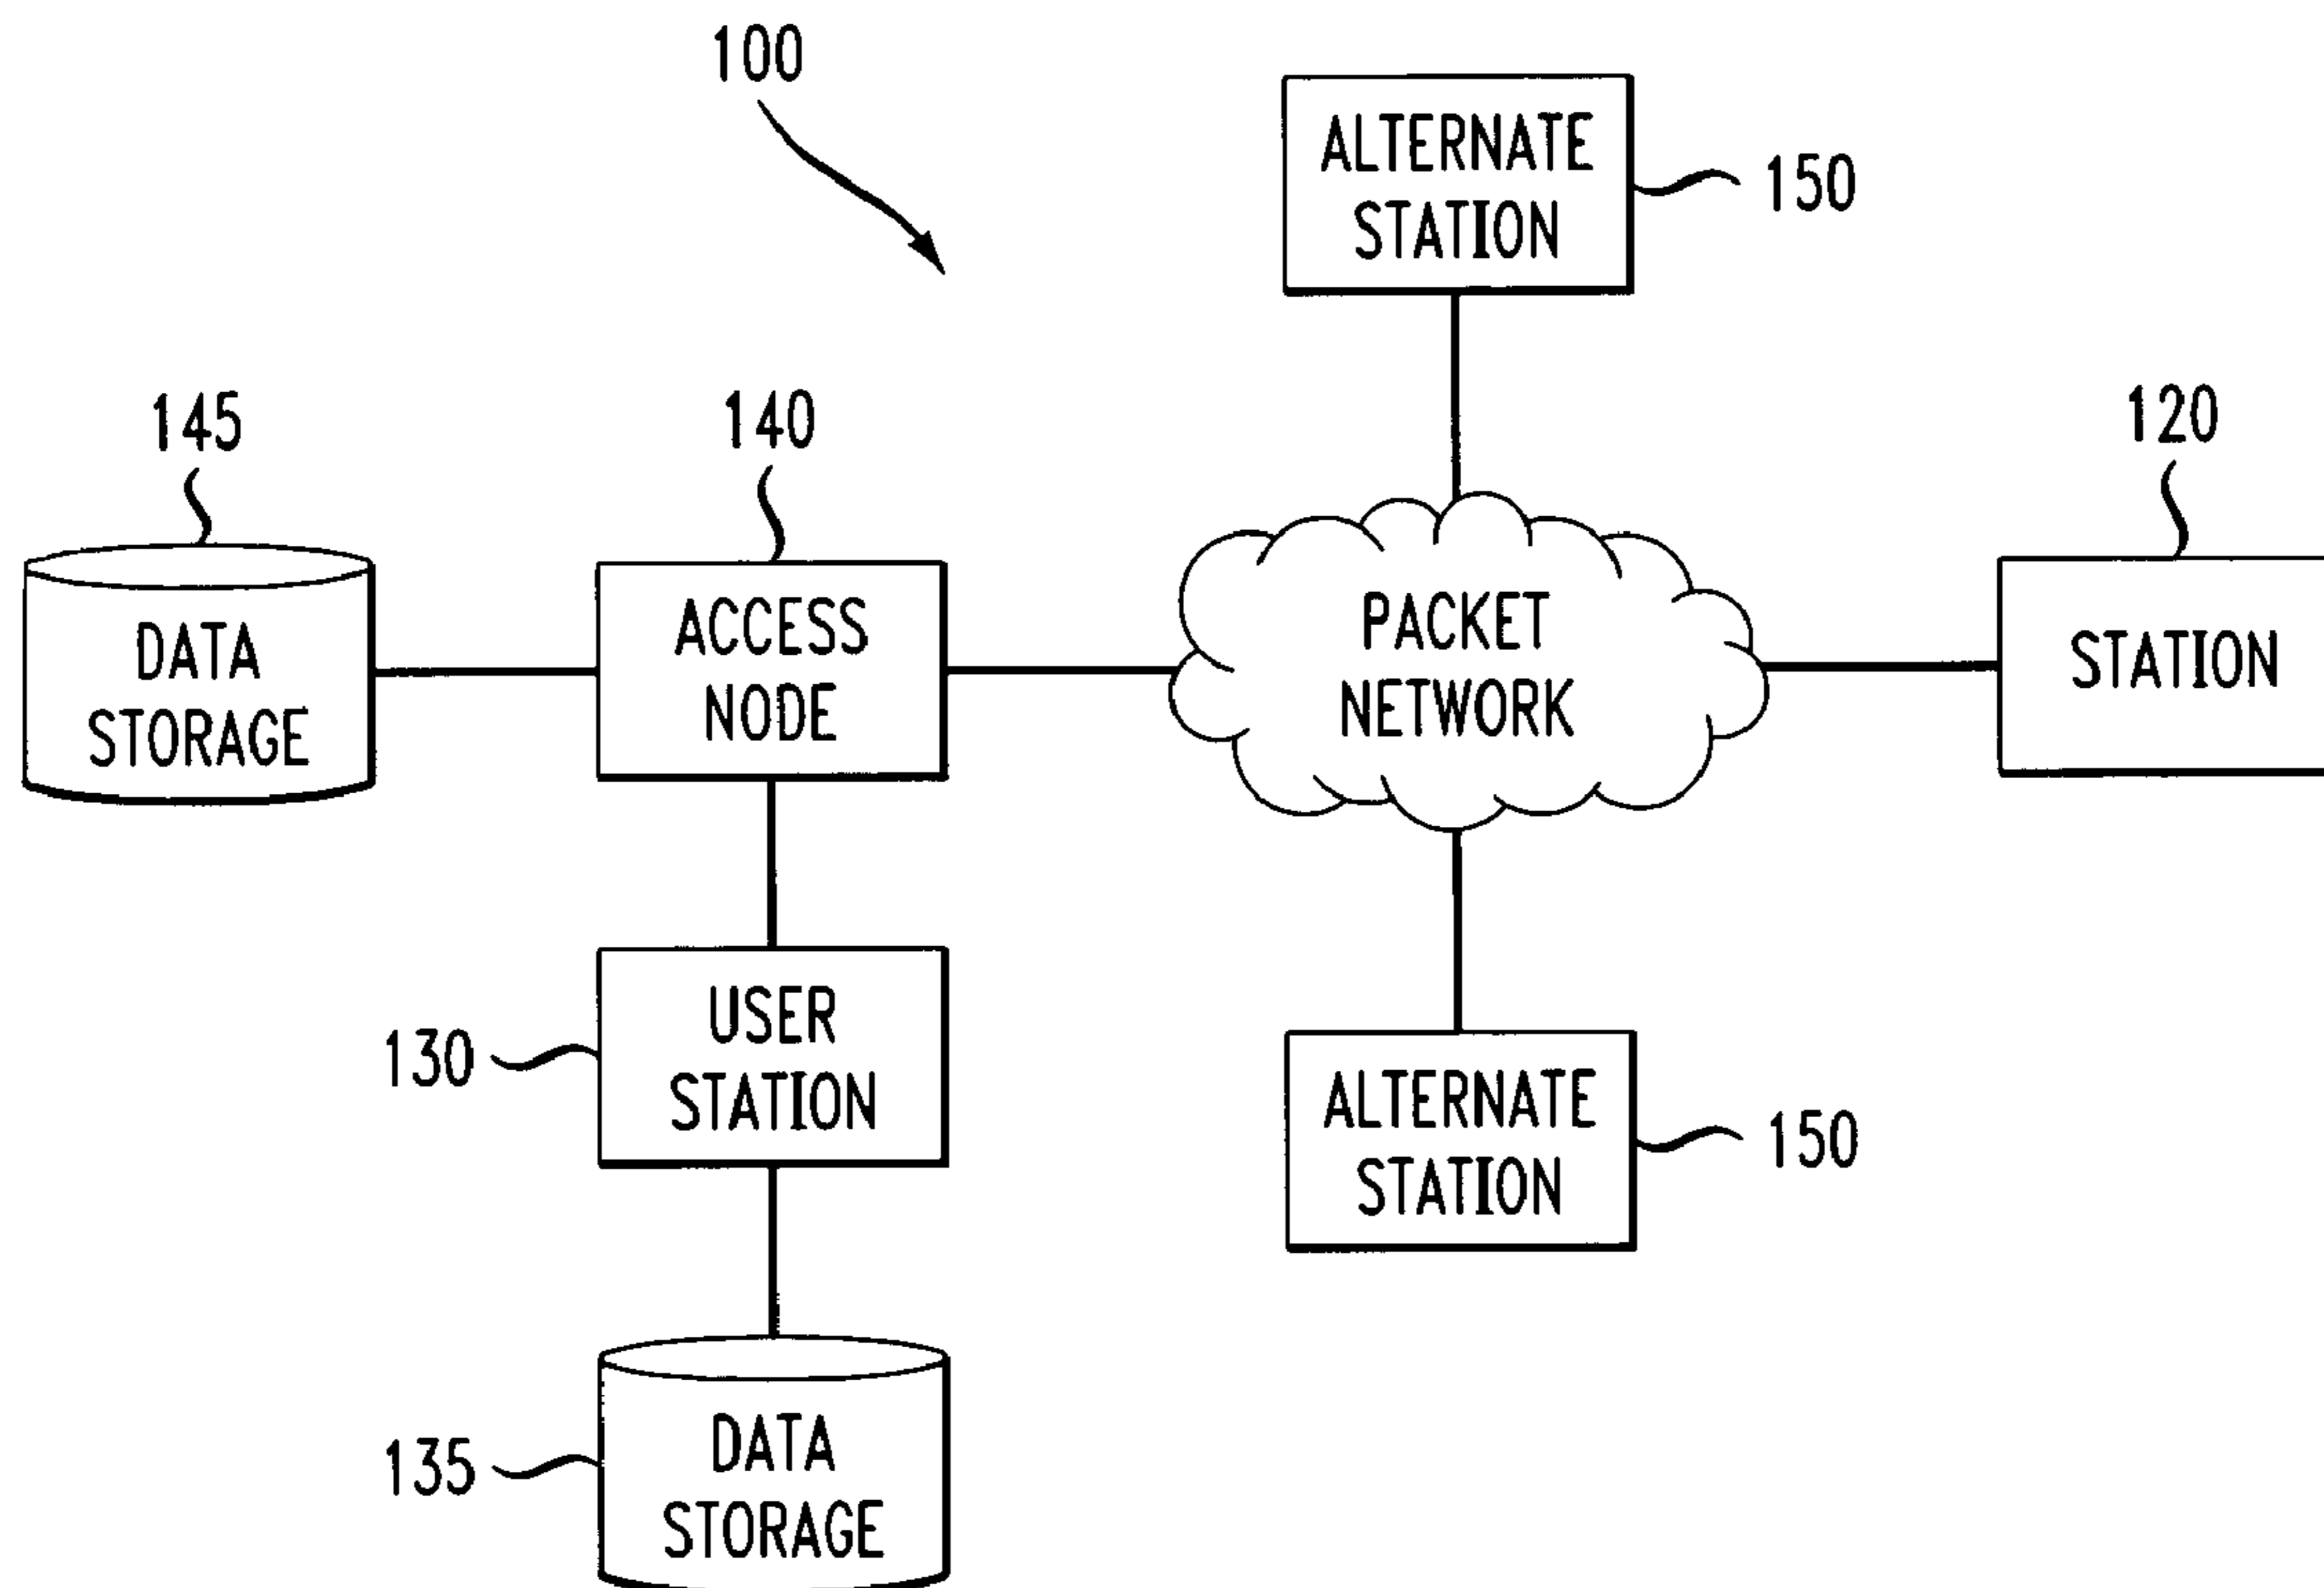 100
ALTERNATE
STATION
150
145
140
120
DATA
STORAGE
ACCESS
NODE
PACKET
NETWORK
STATION
USER
STATION
130
ALTERNATE
STATION
150
DATA
STORAGE
135